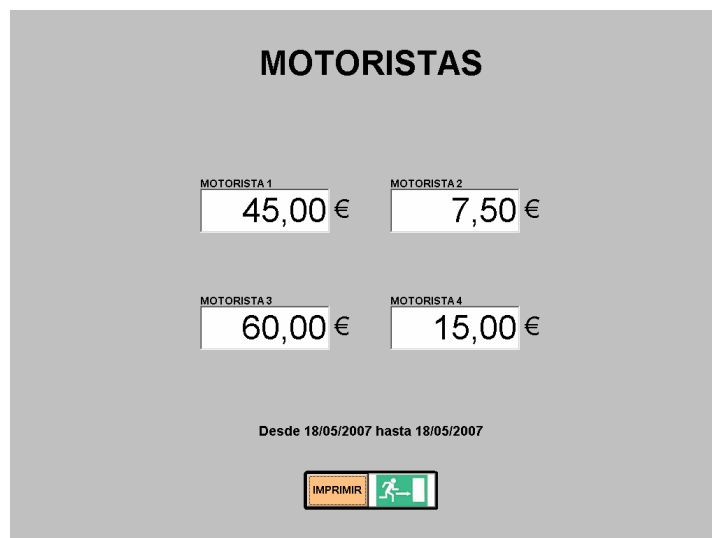 MOTORISTAS
MOTORISTA 1 MOTORISTA 2
45,00 € 7,50 €
MOTORISTA 3 MOTORISTA 4
60,00 € 15,00 €
Desde 18/05/2007 hasta 18/05/2007
IMPRIMIR